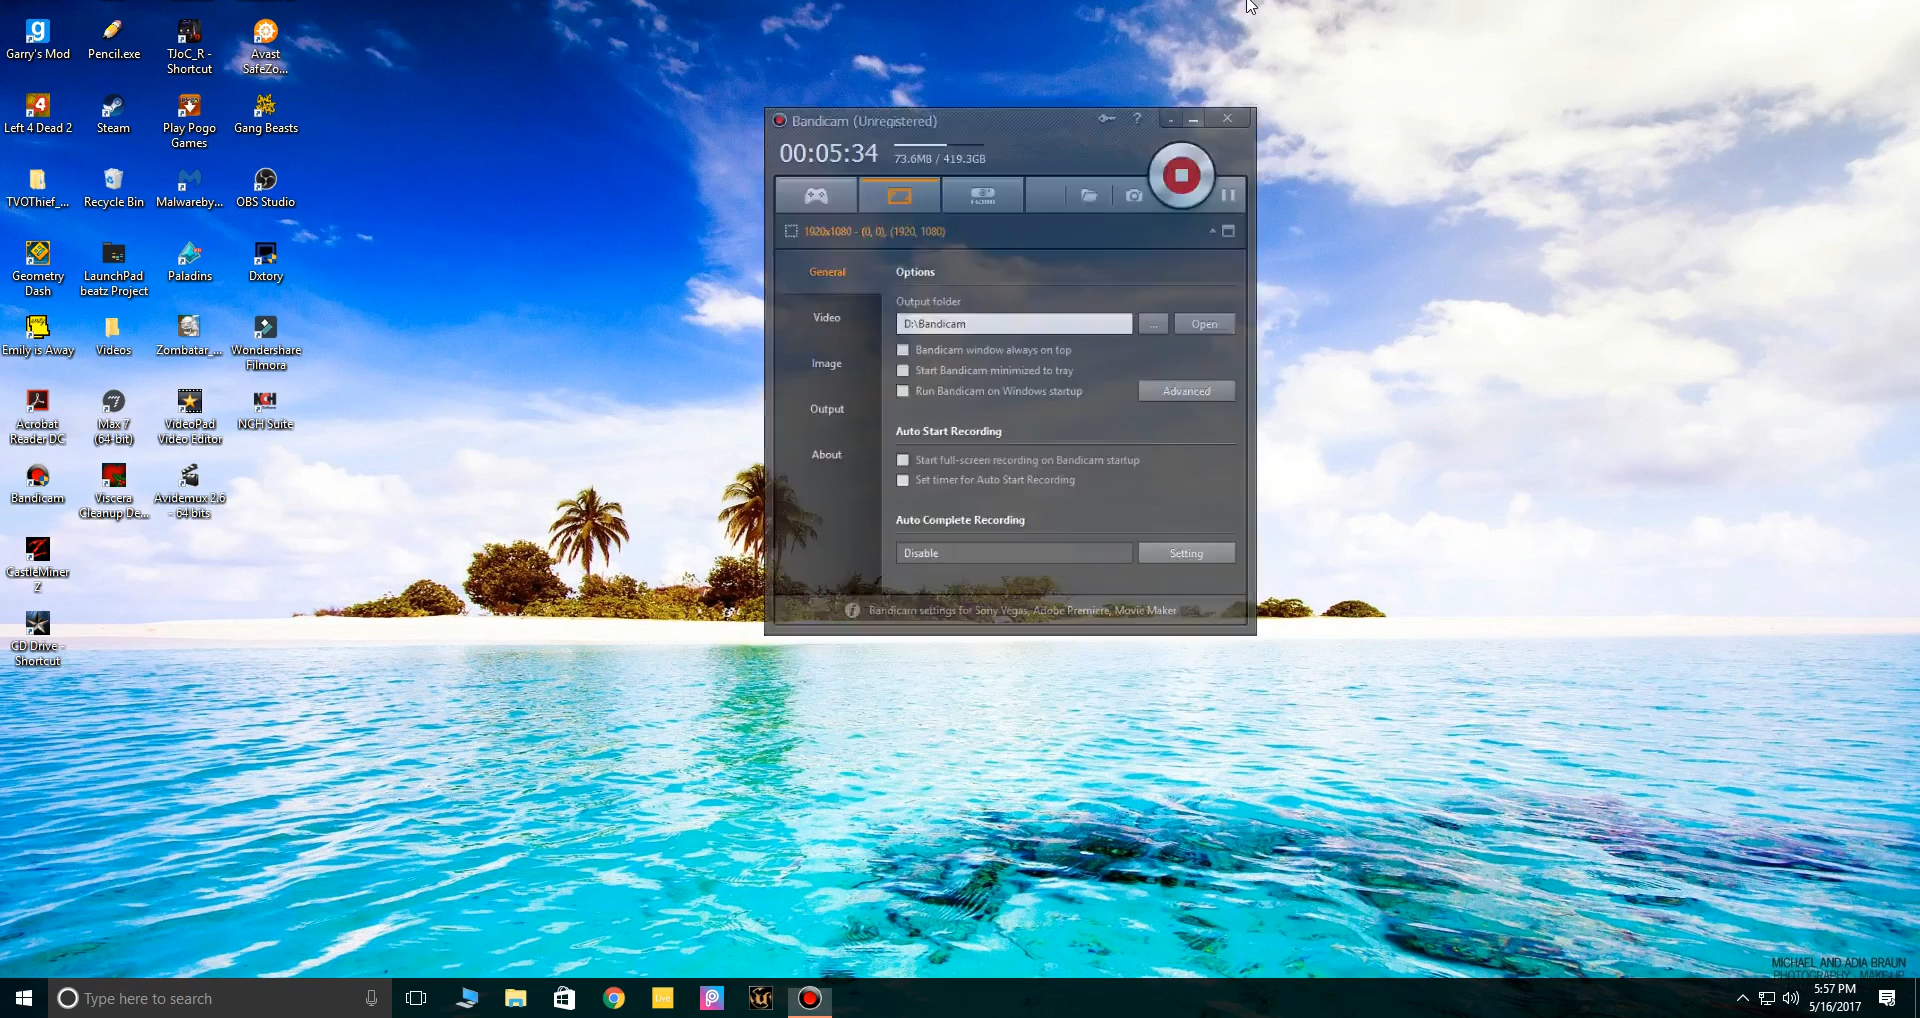 Garry's Mod
Pencil.exe
TJoC_R -
Shortcut
Avast
SafeZo...
Left 4 Dead 2
Steam
Play Pogo
Games
Gang Beasts
TVOThief_...
Recycle Bin
Malwareby...
OBS Studio
Geometry
Dash
LaunchPad
beatz Project
Paladins
Dxtory
Emily is Away
Videos
Zombatar_...
Wondershare
Filmora
Acrobat
Reader DC
Max 7
(64-bit)
VideoPad
Video Editor
NCH Suite
Bandicam
Viscera
Cleanup De...
Avidemux 2.6
- 64 bits
CastleMiner
Z
CD Drive -
Shortcut
Bandicam (Unregistered)
00:05:34
73.6MB / 419.3GB
HDMI
1920x1080 - (0, 0), (1920, 1080)
General
Video
Image
Output
About
Options
Output folder
D:\Bandicam
...
Open
Bandicam window always on top
Start Bandicam minimized to tray
Run Bandicam on Windows startup
Advanced
Auto Start Recording
Start full-screen recording on Bandicam startup
Set timer for Auto Start Recording
Auto Complete Recording
Disable
Setting
Bandicam settings for Sony Vegas, Adobe Premiere, Movie Maker
MICHAEL AND ADIA BRAUN
PHOTOGRAPHY - MAKEUP
Type here to search
Live
5:57 PM
5/16/2017